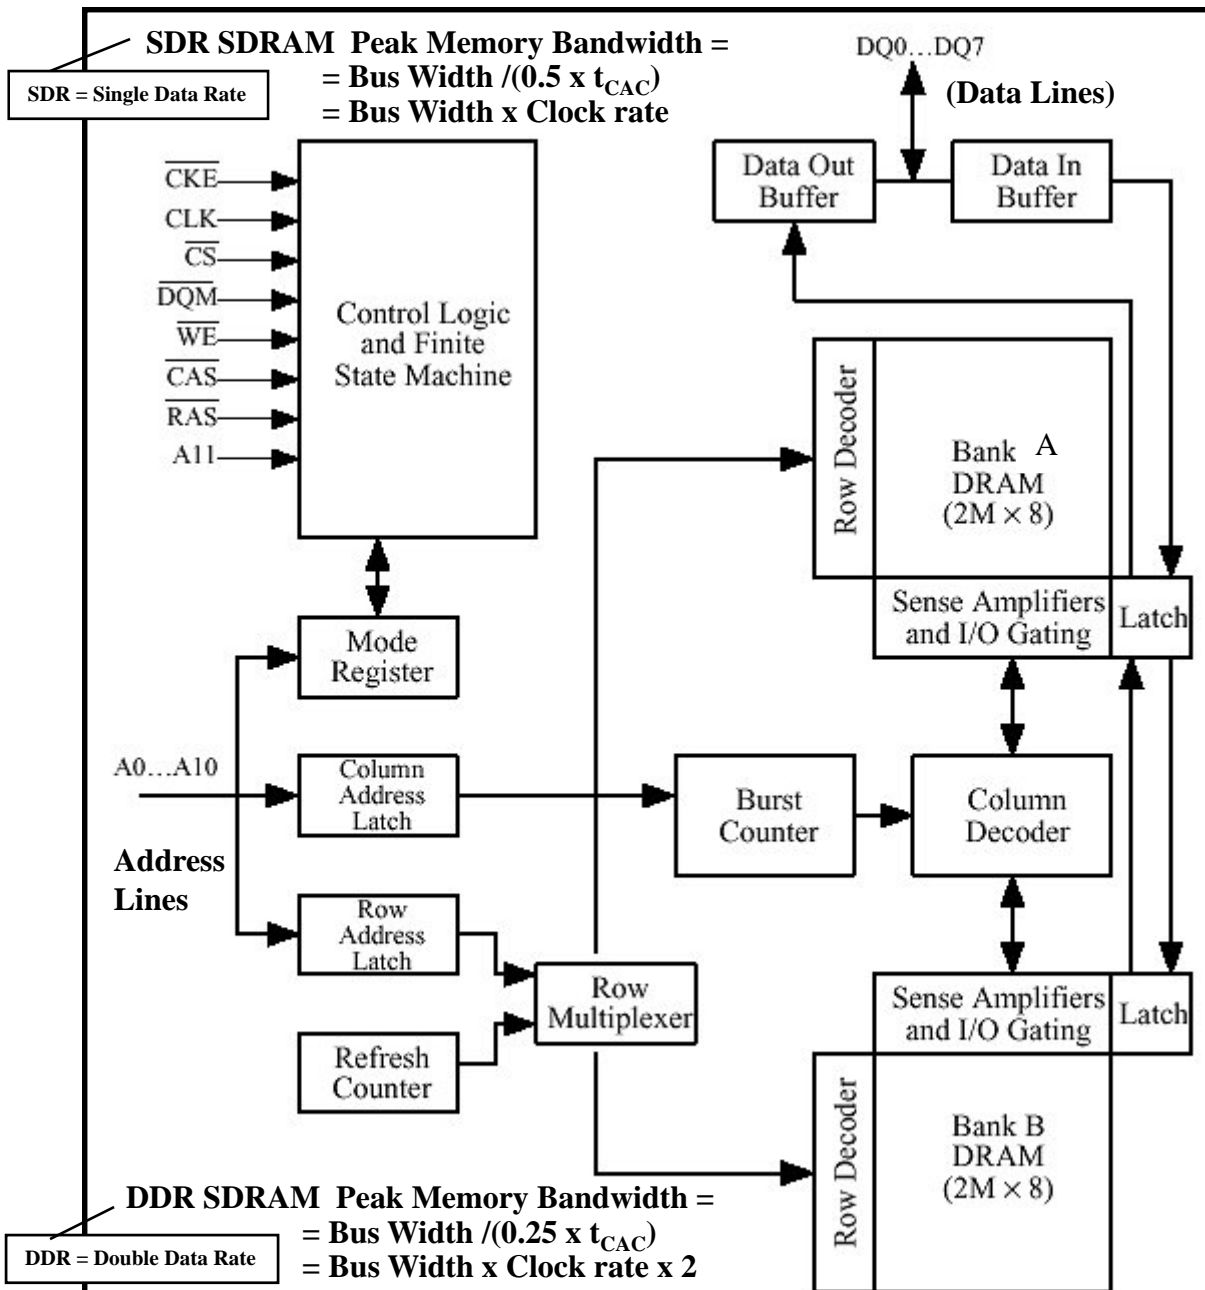 SDR SDRAM Peak Memory Bandwidth =
= Bus Width /(0.5 x tCAC)
= Bus Width x Clock rate
SDR = Single Data Rate
DQ0...DQ7
(Data Lines)
Data Out
Buffer
Data In
Buffer
CKE
CLK
CS
DQM
WE
CAS
RAS
A11
Control Logic
and Finite
State Machine
Row Decoder
Bank A
DRAM
(2M × 8)
Sense Amplifiers
and I/O Gating
Latch
Mode
Register
A0...A10
Address
Lines
Column
Address
Latch
Burst
Counter
Column
Decoder
Row
Address
Latch
Row
Multiplexer
Refresh
Counter
Sense Amplifiers
and I/O Gating
Latch
Row Decoder
Bank B
DRAM
(2M × 8)
DDR SDRAM Peak Memory Bandwidth =
= Bus Width /(0.25 x tCAC)
= Bus Width x Clock rate x 2
DDR = Double Data Rate